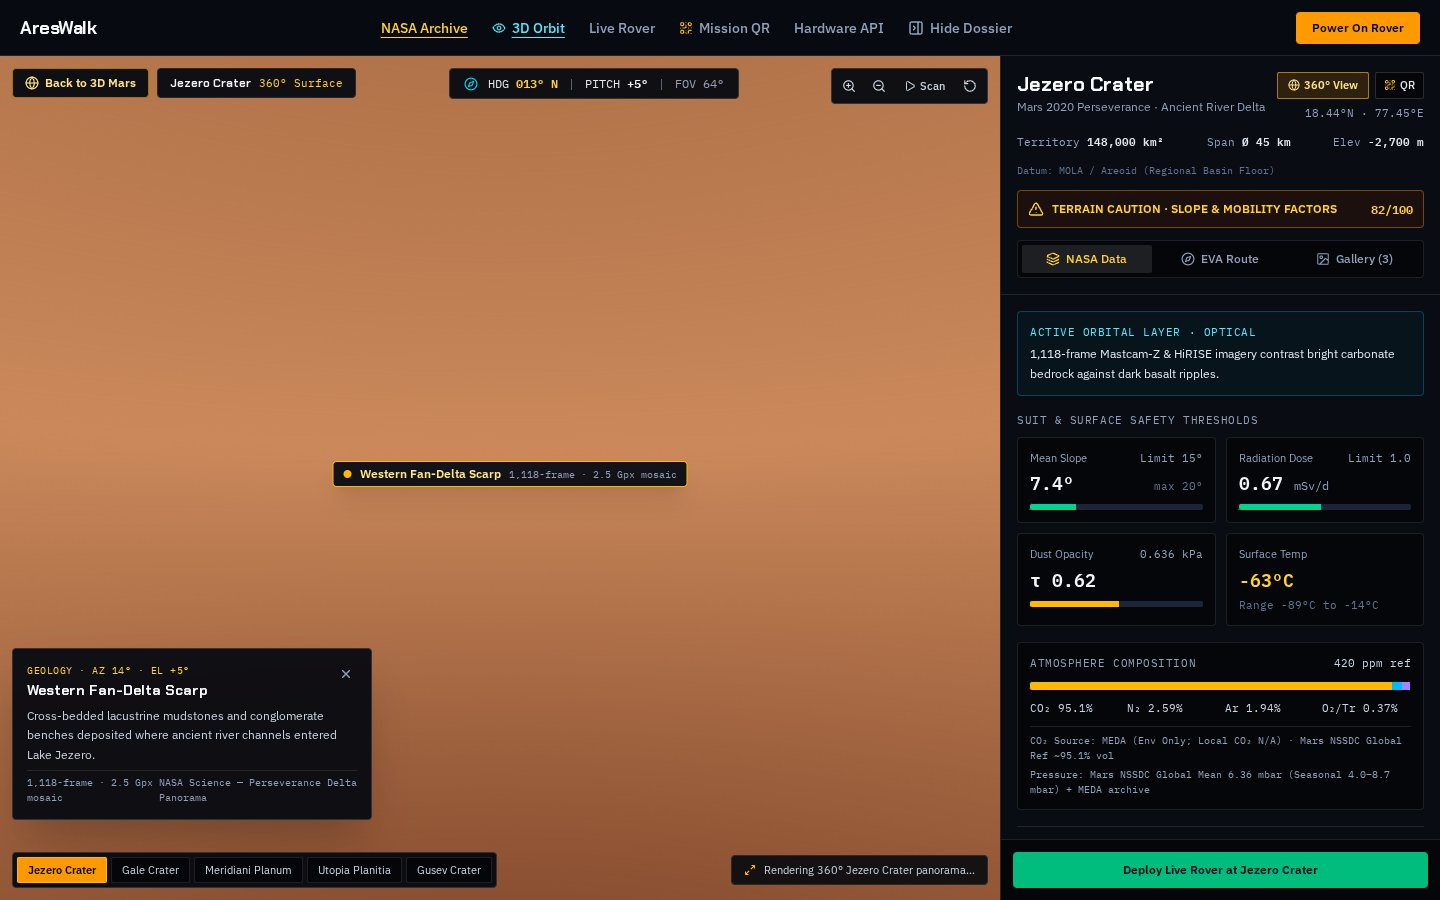 AresWalk
NASA Archive
3D Orbit
Live Rover
Mission QR
Hardware API
Hide Dossier
Power On Rover
Back to 3D Mars
Jezero Crater 360° Surface
HDG 013° N | PITCH +5° | FOV 64°
Scan
Western Fan-Delta Scarp 1,118-frame · 2.5 Gpx mosaic
GEOLOGY · AZ 14° · EL +5°
Western Fan-Delta Scarp
Cross-bedded lacustrine mudstones and conglomerate
benches deposited where ancient river channels entered
Lake Jezero.
1,118-frame · 2.5 Gpx
mosaic
NASA Science — Perseverance Delta
Panorama
Jezero Crater
Gale Crater
Meridiani Planum
Utopia Planitia
Gusev Crater
Rendering 360° Jezero Crater panorama...
Jezero Crater
360° View
QR
Mars 2020 Perseverance · Ancient River Delta
18.44°N · 77.45°E
Territory 148,000 km²
Span Ø 45 km
Elev -2,700 m
Datum: MOLA / Areoid (Regional Basin Floor)
TERRAIN CAUTION · SLOPE & MOBILITY FACTORS 82/100
NASA Data
EVA Route
Gallery (3)
ACTIVE ORBITAL LAYER · OPTICAL
1,118-frame Mastcam-Z & HiRISE imagery contrast bright carbonate
bedrock against dark basalt ripples.
SUIT & SURFACE SAFETY THRESHOLDS
Mean Slope Limit 15°
7.4° max 20°
Radiation Dose Limit 1.0
0.67 mSv/d
Dust Opacity 0.636 kPa
τ 0.62
Surface Temp
-63°C
Range -89°C to -14°C
ATMOSPHERE COMPOSITION 420 ppm ref
CO₂ 95.1% N₂ 2.59% Ar 1.94% O₂/Tr 0.37%
CO₂ Source: MEDA (Env Only; Local CO₂ N/A) · Mars NSSDC Global
Ref ~95.1% vol
Pressure: Mars NSSDC Global Mean 6.36 mbar (Seasonal 4.0–8.7
mbar) + MEDA archive
Deploy Live Rover at Jezero Crater